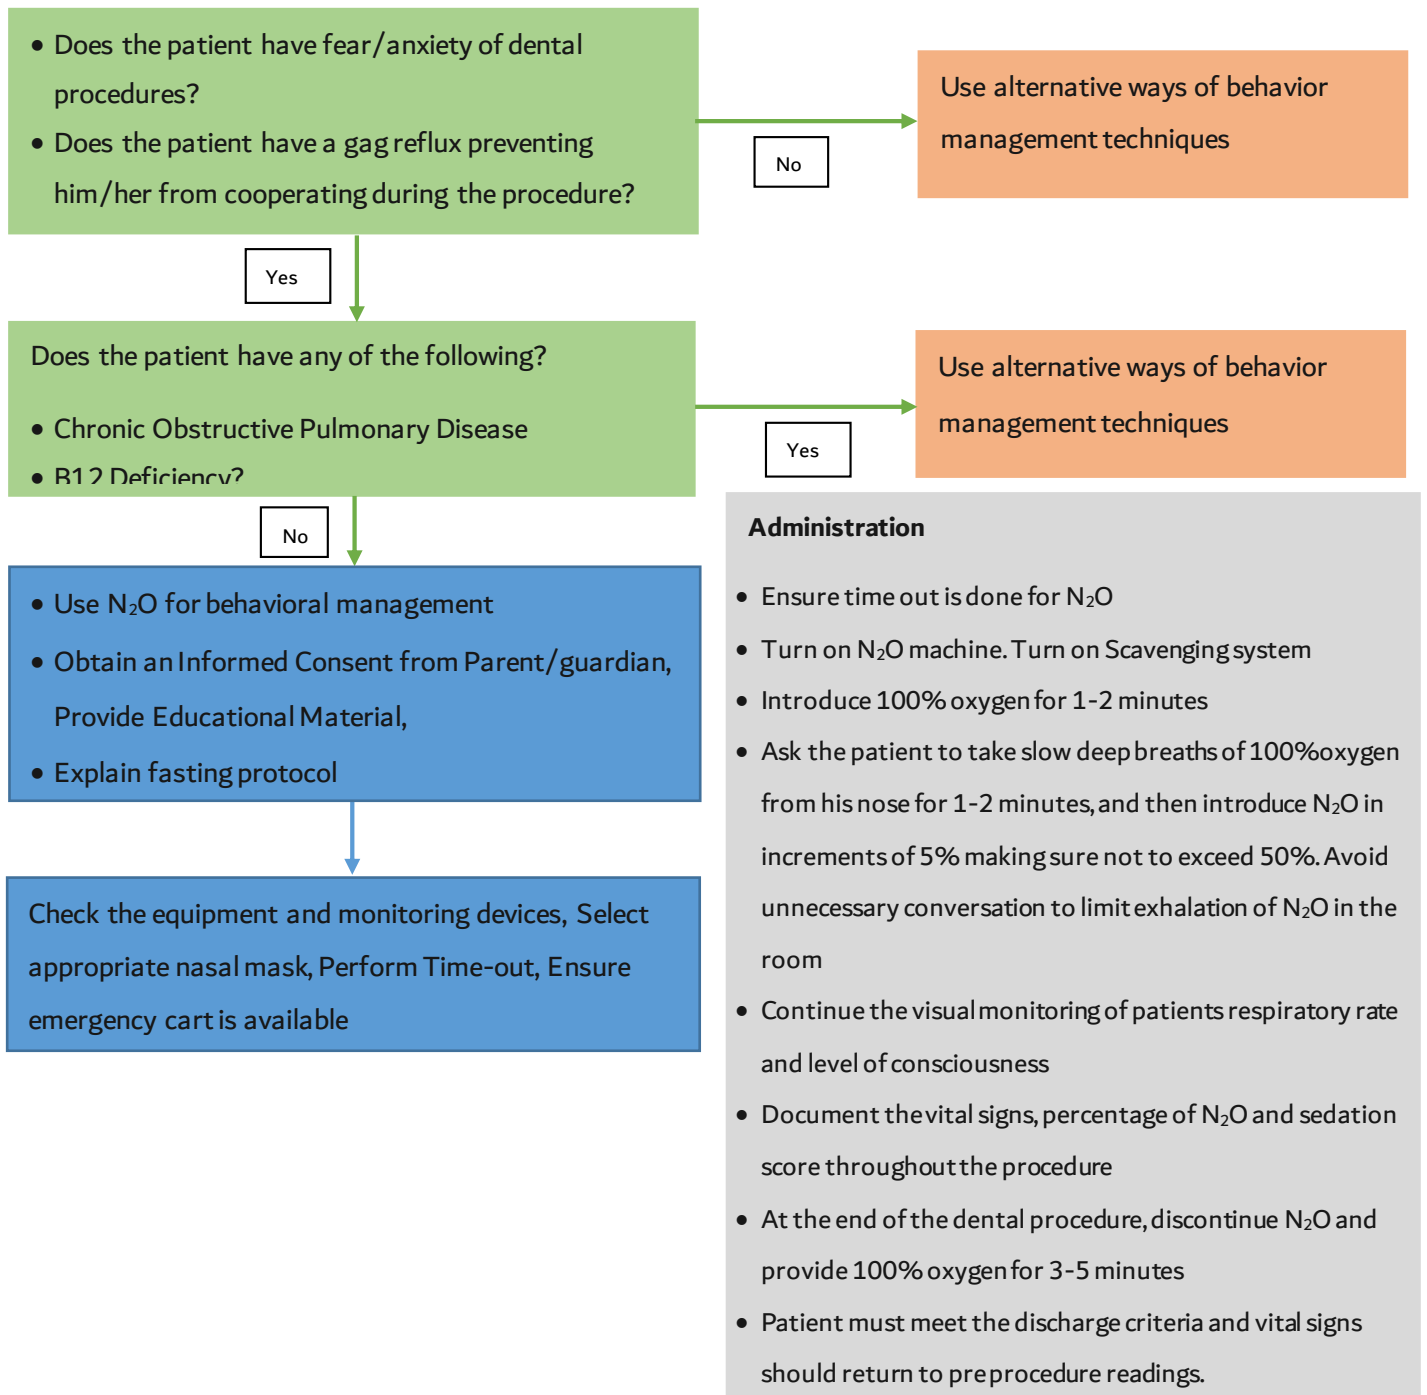 • Does the patient have fear/anxiety of dental
procedures?
• Does the patient have a gag reflux preventing
him/her from cooperating during the procedure?
No
Use alternative ways of behavior
management techniques
Yes
Does the patient have any of the following?
• Chronic Obstructive Pulmonary Disease
• B12 Deficiency?
Yes
Use alternative ways of behavior
management techniques
No
• Use N₂O for behavioral management
• Obtain an Informed Consent from Parent/guardian,
Provide Educational Material,
• Explain fasting protocol
Check the equipment and monitoring devices, Select
appropriate nasal mask, Perform Time-out, Ensure
emergency cart is available
Administration
• Ensure time out is done for N₂O
• Turn on N₂O machine. Turn on Scavenging system
• Introduce 100% oxygen for 1-2 minutes
• Ask the patient to take slow deep breaths of 100%oxygen
from his nose for 1-2 minutes, and then introduce N₂O in
increments of 5% making sure not to exceed 50%. Avoid
unnecessary conversation to limit exhalation of N₂O in the
room
• Continue the visual monitoring of patients respiratory rate
and level of consciousness
• Document the vital signs, percentage of N₂O and sedation
score throughout the procedure
• At the end of the dental procedure, discontinue N₂O and
provide 100% oxygen for 3-5 minutes
• Patient must meet the discharge criteria and vital signs
should return to pre procedure readings.